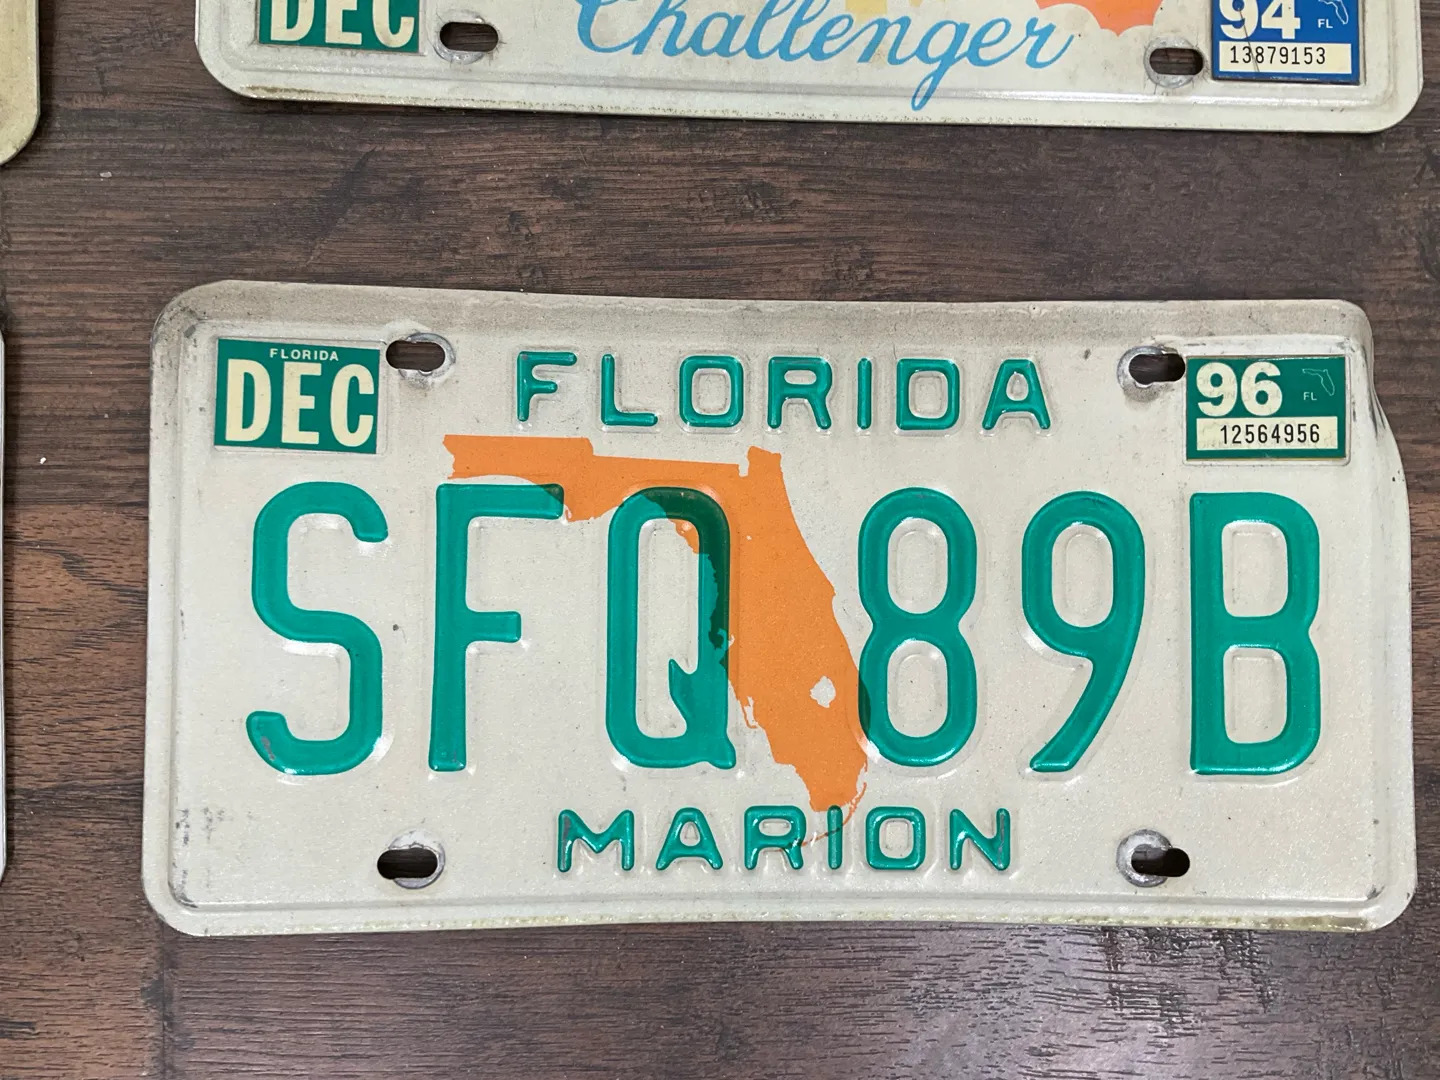 DEC
Challenger
94
FL
13879153
FLORIDA
DEC
FLORIDA
96
FL
12564956
SFQ 89B
MARION